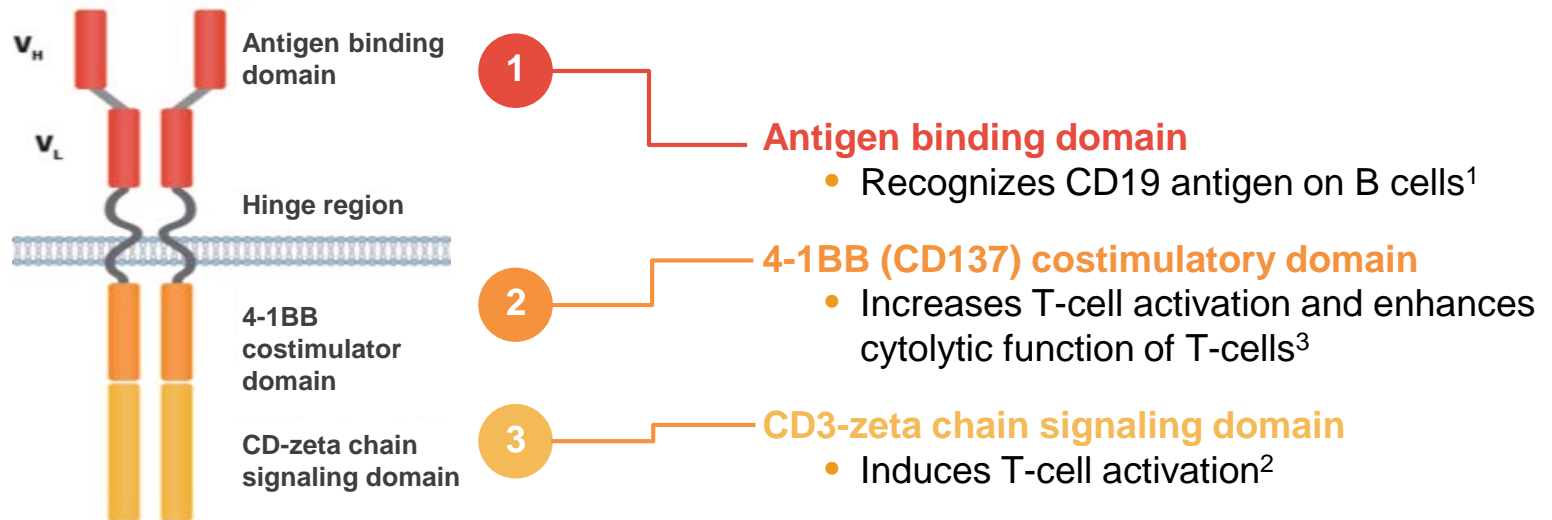 V_H
Antigen binding
domain
V_L
Hinge region
4-1BB
costimulator
domain
CD-zeta chain
signaling domain
1
Antigen binding domain
• Recognizes CD19 antigen on B cells¹
2
4-1BB (CD137) costimulatory domain
• Increases T-cell activation and enhances
cytolytic function of T-cells³
3
CD3-zeta chain signaling domain
• Induces T-cell activation²